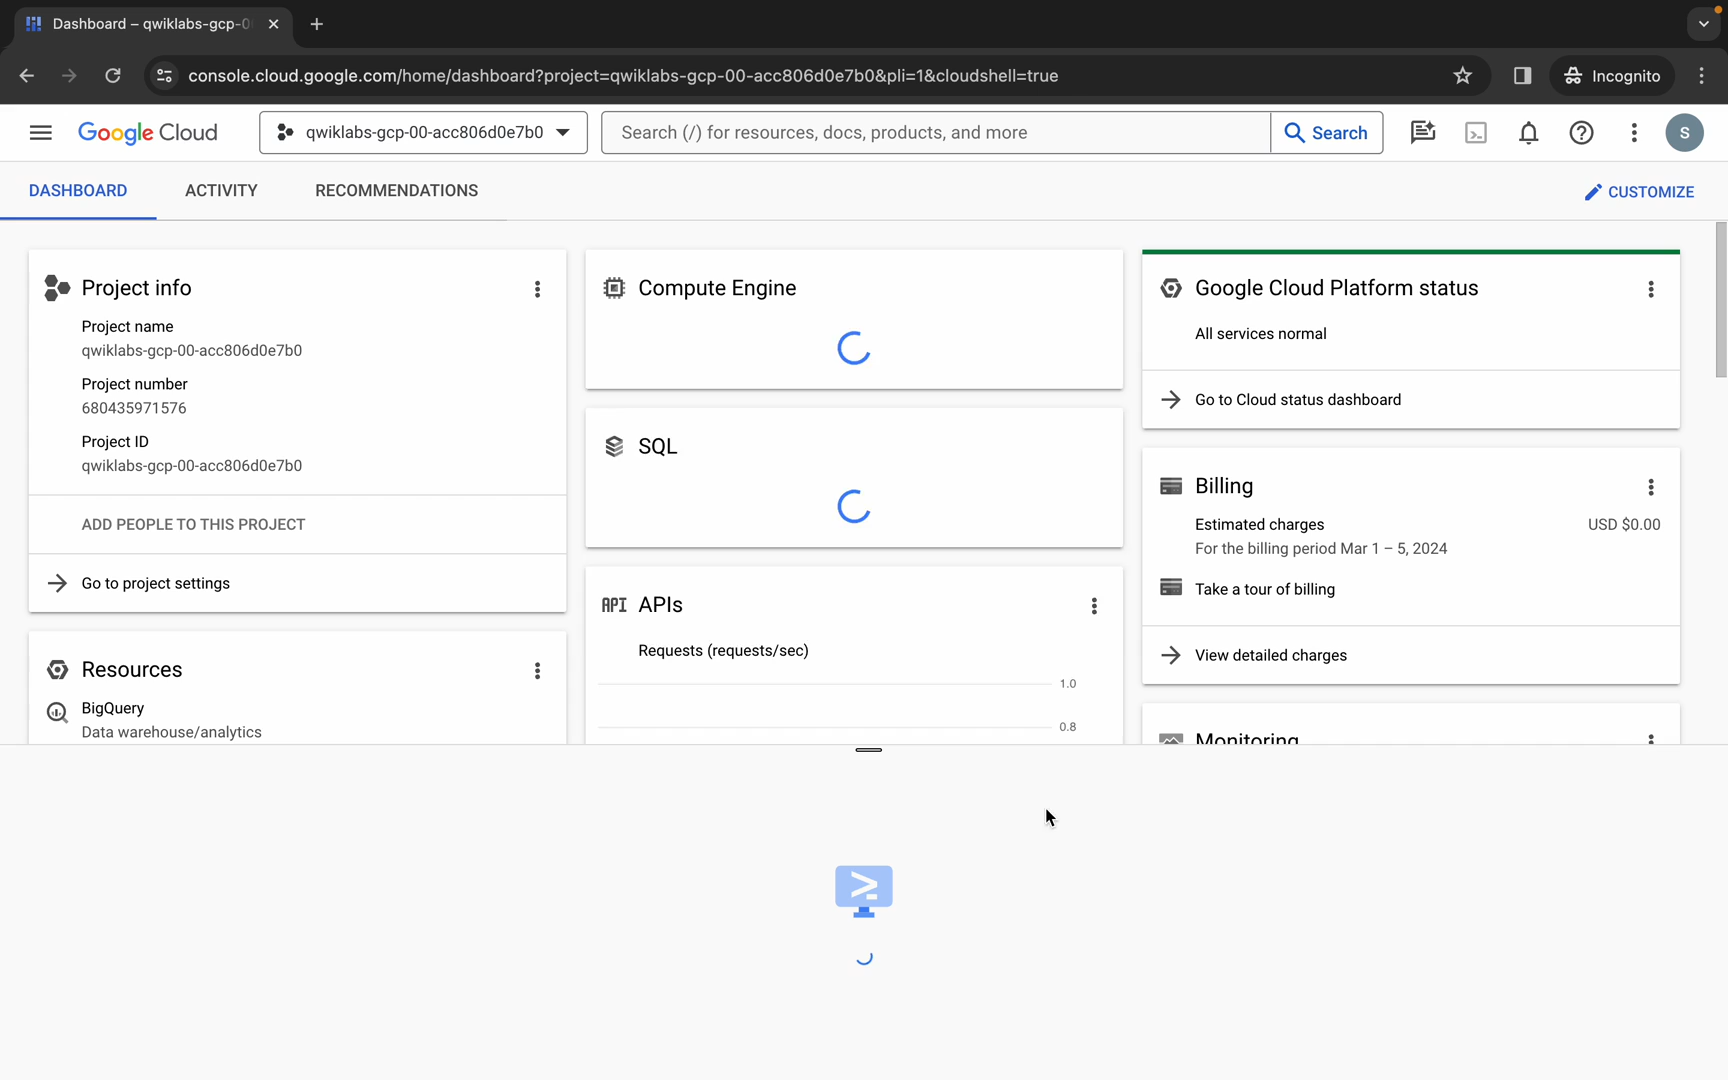 Dashboard – qwiklabs-gcp-0
console.cloud.google.com/home/dashboard?project=qwiklabs-gcp-00-acc806d0e7b0&pli=1&cloudshell=true
Incognito
Google Cloud
qwiklabs-gcp-00-acc806d0e7b0
Search (/) for resources, docs, products, and more
Search
S
DASHBOARD
ACTIVITY
RECOMMENDATIONS
CUSTOMIZE
Project info
Project name
qwiklabs-gcp-00-acc806d0e7b0
Project number
680435971576
Project ID
qwiklabs-gcp-00-acc806d0e7b0
ADD PEOPLE TO THIS PROJECT
Go to project settings
Resources
BigQuery
Data warehouse/analytics
Compute Engine
SQL
API APIs
Requests (requests/sec)
1.0
0.8
Google Cloud Platform status
All services normal
Go to Cloud status dashboard
Billing
Estimated charges
USD $0.00
For the billing period Mar 1 – 5, 2024
Take a tour of billing
View detailed charges
Monitoring